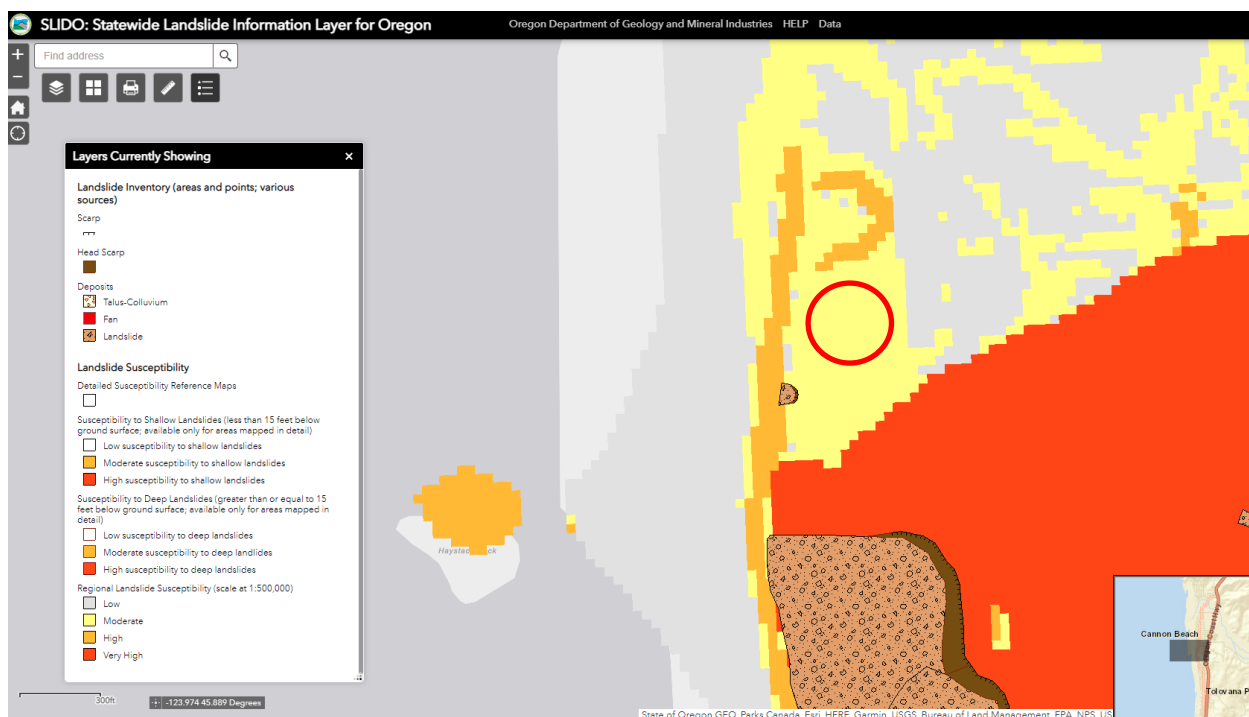 SLIDO: Statewide Landslide Information Layer for Oregon
Oregon Department of Geology and Mineral Industries HELP Data
Find address
Layers Currently Showing
Landslide Inventory (areas and points; various
sources)
Scarp
Head Scarp
Deposits
Talus-Colluvium
Fan
Landslide
Landslide Susceptibility
Detailed Susceptibility Reference Maps
Susceptibility to Shallow Landslides (less than 15 feet below
ground surface; available only for areas mapped in detail)
Low susceptibility to shallow landslides
Moderate susceptibility to shallow landslides
High susceptibility to shallow landslides
Susceptibility to Deep Landslides (greater than or equal to 15
feet below ground surface; available only for areas mapped in
detail)
Low susceptibility to deep landslides
Moderate susceptibility to deep landlides
High susceptibility to deep landslides
Regional Landslide Susceptibility (scale at 1:500,000)
Low
Moderate
High
Very High
300ft
-123.974 45.889 Degrees
Cannon Beach
Tolovana P
State of Oregon GEO, Parks Canada, Esri, HERE, Garmin, USGS, Bureau of Land Management, EPA, NPS, US